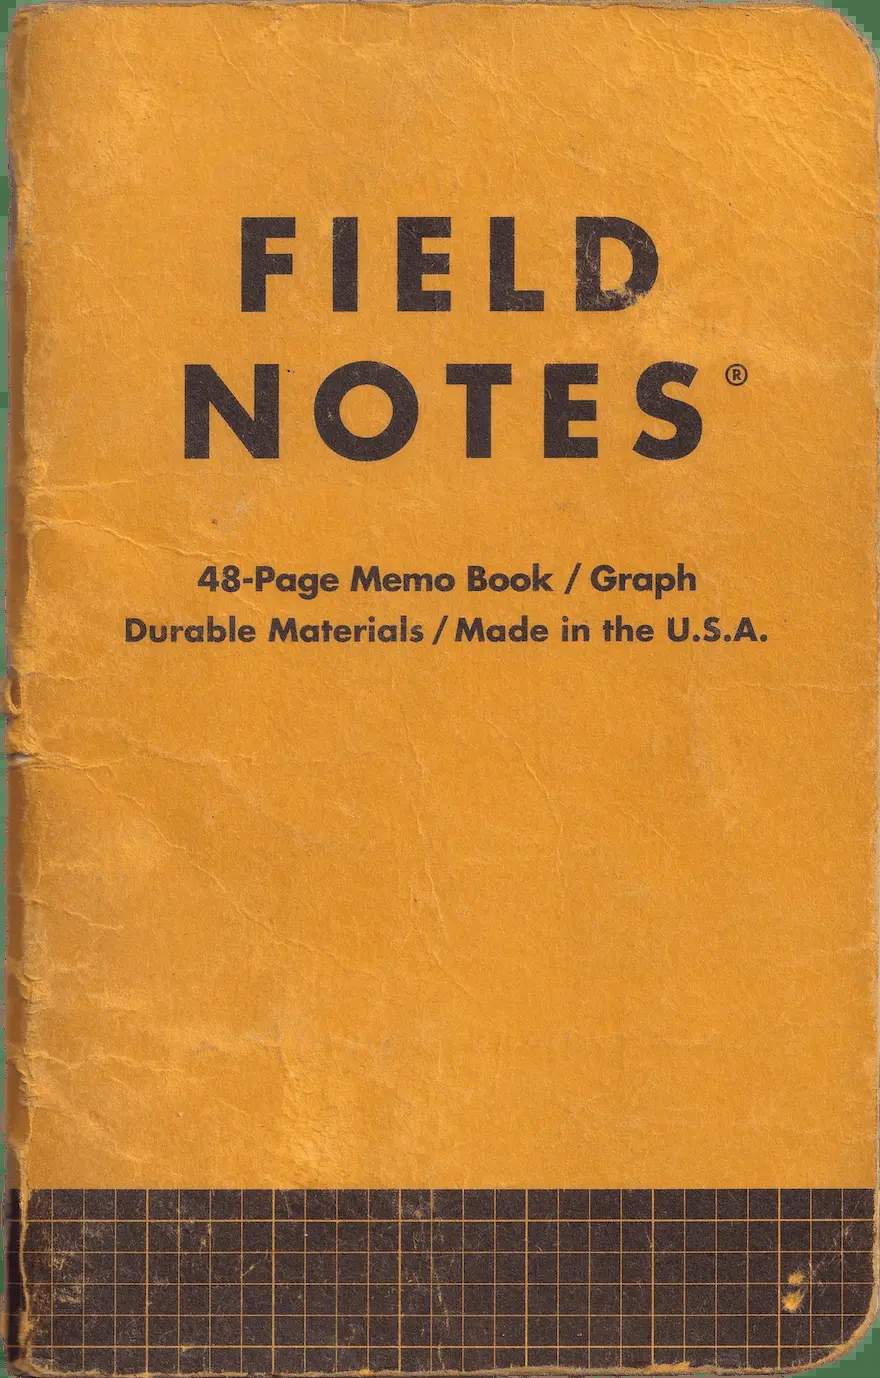 FIELD
NOTES®
48-Page Memo Book / Graph
Durable Materials / Made in the U.S.A.